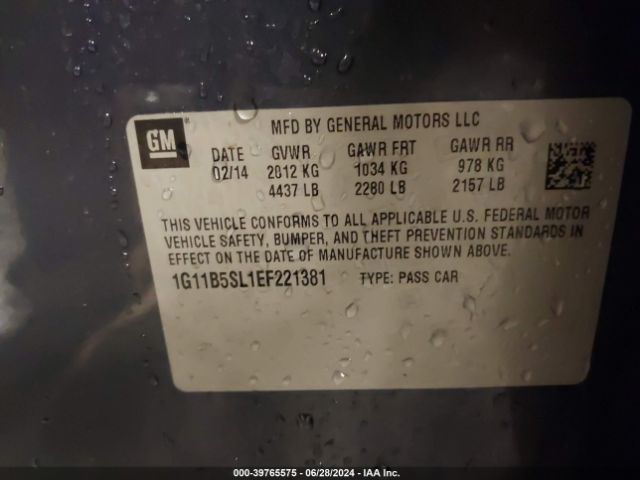 GM
MFD BY GENERAL MOTORS LLC
DATE GVWR GAWR FRT GAWR RR
02/14 2012 KG 1034 KG 978 KG
4437 LB 2280 LB 2157 LB
THIS VEHICLE CONFORMS TO ALL APPLICABLE U.S. FEDERAL MOTOR
VEHICLE SAFETY, BUMPER, AND THEFT PREVENTION STANDARDS IN
EFFECT ON THE DATE OF MANUFACTURE SHOWN ABOVE.
1G11B5SL1EF221381 TYPE: PASS CAR
000-39765575 - 06/28/2024 - IAA Inc.